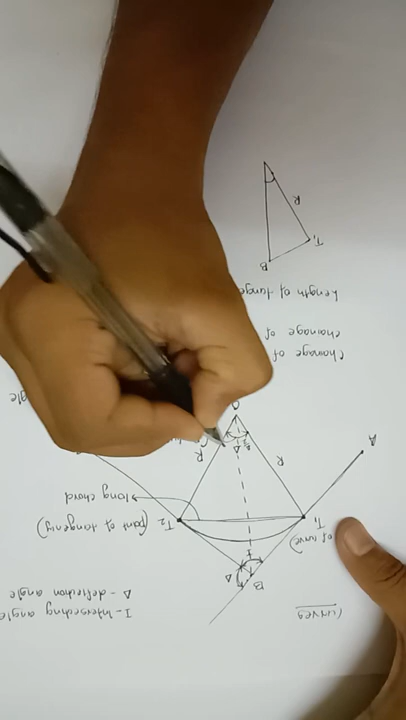 Curves
I - Intersecting angle
Δ - deflection angle
B
Δ
I
T1
of curve)
T2
(point of tangency)
long chord
A
R
R
Δ
O
chainage of
chainage of
Length of tange
B
T1
R